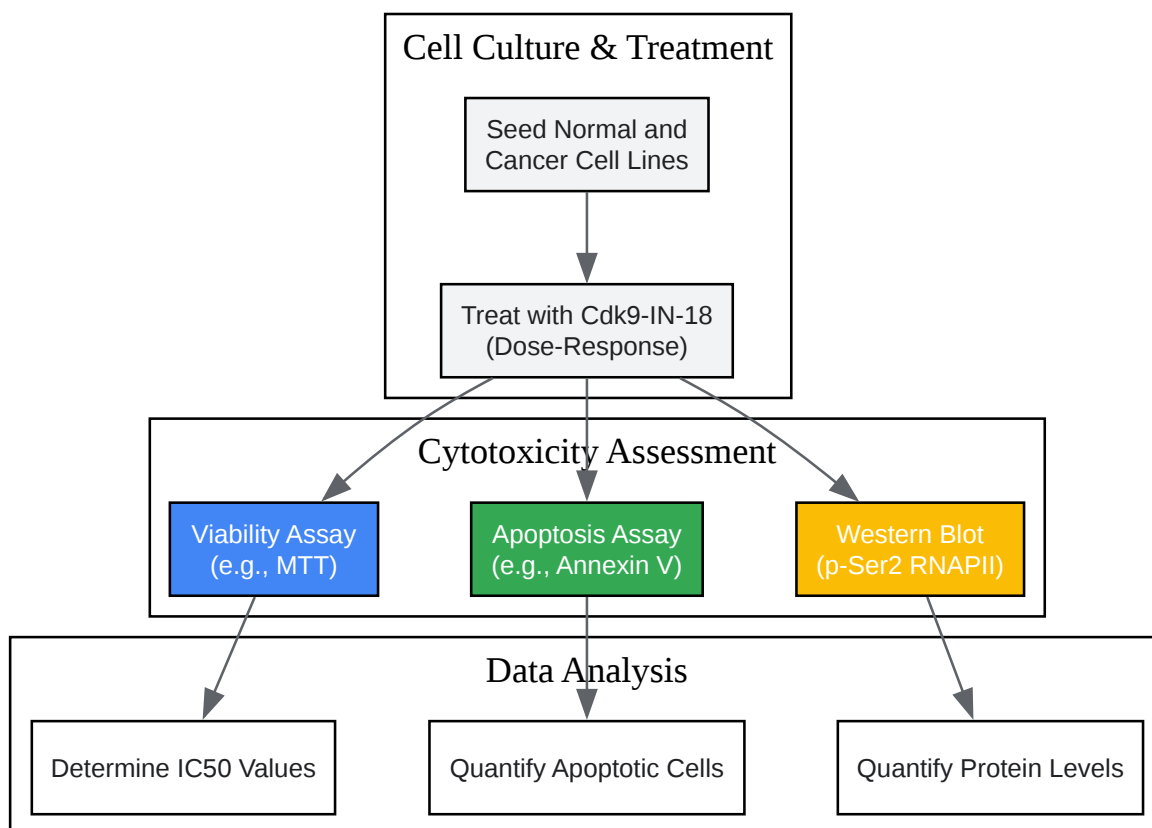 Cell Culture & Treatment
Seed Normal and
Cancer Cell Lines
Treat with Cdk9-IN-18
(Dose-Response)
Cytotoxicity Assessment
Viability Assay
(e.g., MTT)
Apoptosis Assay
(e.g., Annexin V)
Western Blot
(p-Ser2 RNAPII)
Data Analysis
Determine IC50 Values
Quantify Apoptotic Cells
Quantify Protein Levels